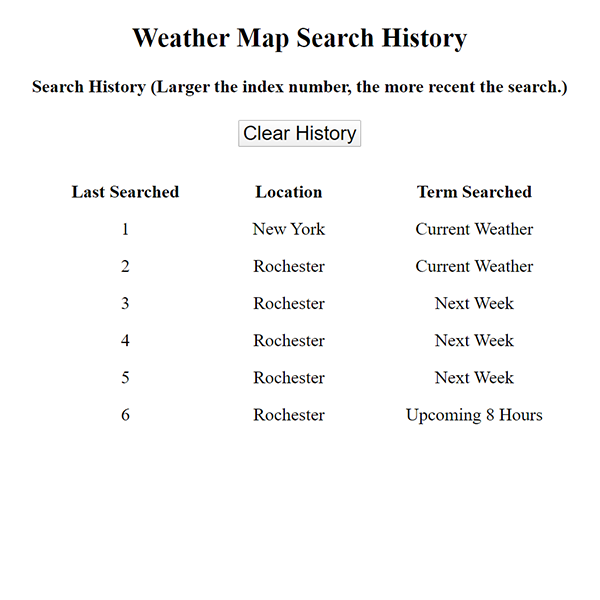 Weather Map Search History
Search History (Larger the index number, the more recent the search.)
Clear History
Last Searched Location Term Searched
1 New York Current Weather
2 Rochester Current Weather
3 Rochester Next Week
4 Rochester Next Week
5 Rochester Next Week
6 Rochester Upcoming 8 Hours